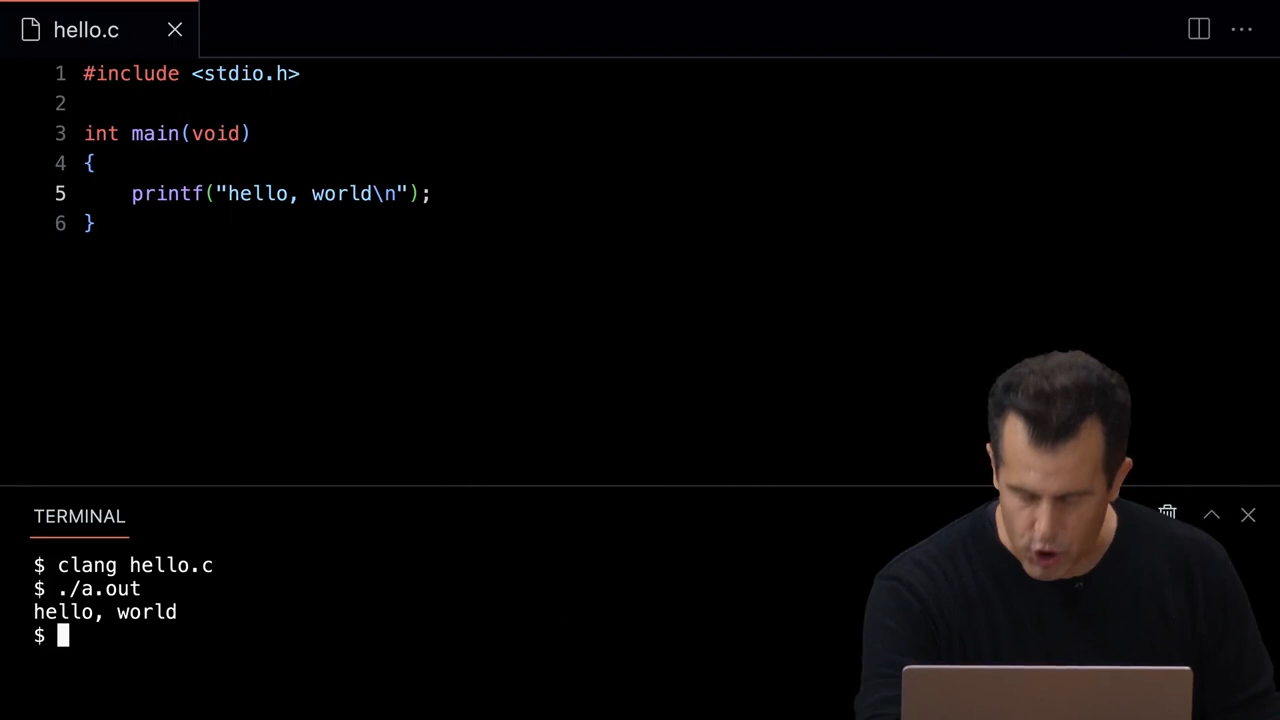 hello.c
1 #include <stdio.h>
2
3 int main(void)
4 {
5     printf("hello, world\n");
6 }
TERMINAL
$ clang hello.c
$ ./a.out
hello, world
$